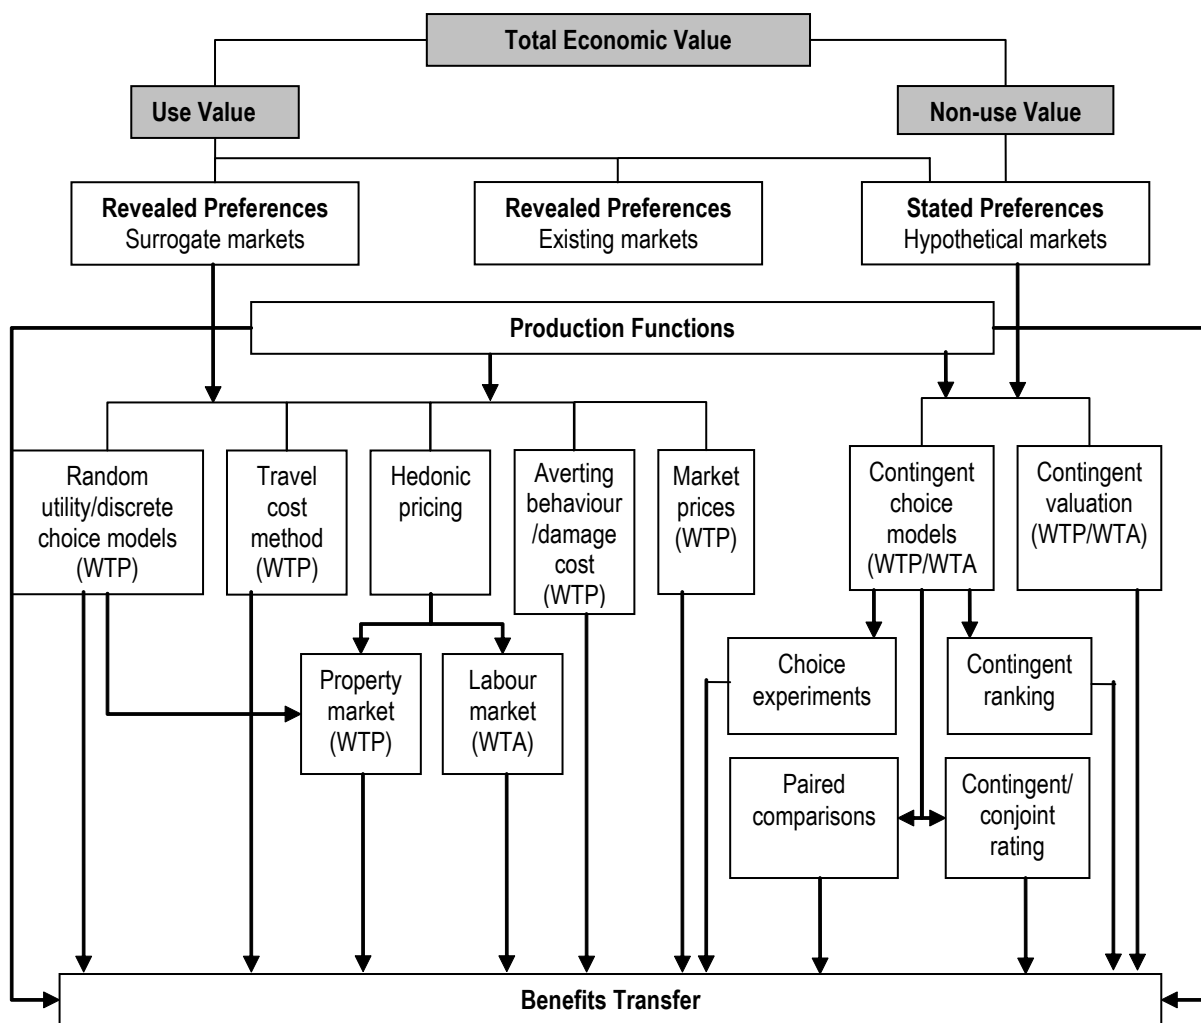 Total Economic Value
Use Value
Non-use Value
Revealed Preferences
Surrogate markets
Revealed Preferences
Existing markets
Stated Preferences
Hypothetical markets
Production Functions
Random
utility/discrete
choice models
(WTP)
Travel
cost
method
(WTP)
Hedonic
pricing
Averting
behaviour
/damage
cost
(WTP)
Market
prices
(WTP)
Contingent
choice
models
(WTP/WTA
Contingent
valuation
(WTP/WTA)
Property
market
(WTP)
Labour
market
(WTA)
Choice
experiments
Contingent
ranking
Paired
comparisons
Contingent/
conjoint
rating
Benefits Transfer